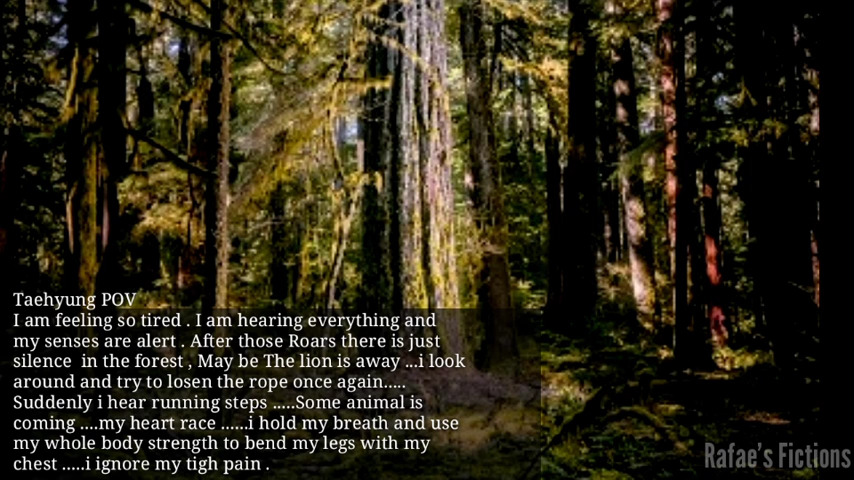 Taehyung POV
I am feeling so tired . I am hearing everything and
my senses are alert . After those Roars there is just
silence  in the forest , May be The lion is away ...i look
around and try to losen the rope once again.....
Suddenly i hear running steps .....Some animal is
coming ....my heart race ......i hold my breath and use
my whole body strength to bend my legs with my
chest .....i ignore my tigh pain .
Rafae's Fictions